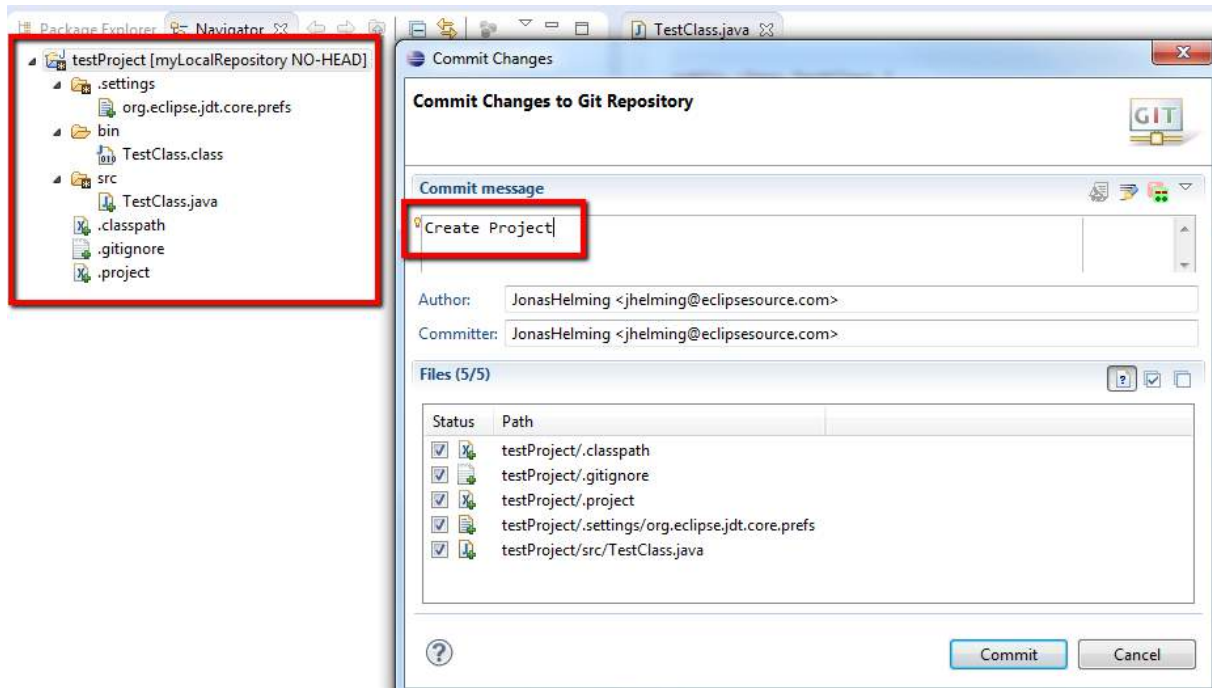 Package Explorer Navigator
testProject [myLocalRepository NO-HEAD]
.settings
org.eclipse.jdt.core.prefs
bin
010
TestClass.class
src
J TestClass.java
X .classpath
.gitignore
X .project
J TestClass.java
Commit Changes
Commit Changes to Git Repository
GIT
Commit message
Create Project
Author: JonasHelming <jhelming@eclipsesource.com>
Committer: JonasHelming <jhelming@eclipsesource.com>
Files (5/5)
?
Status Path
X testProject/.classpath
testProject/.gitignore
X testProject/.project
testProject/.settings/org.eclipse.jdt.core.prefs
J testProject/src/TestClass.java
? Commit Cancel